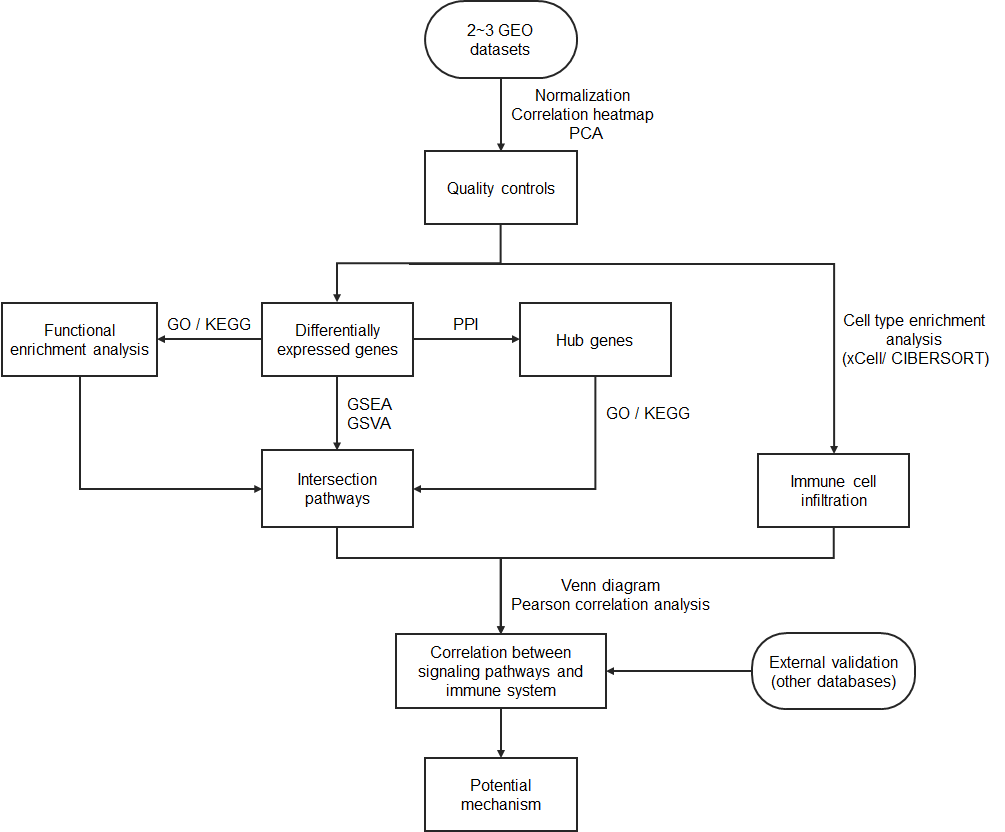 2~3 GEO
datasets
Normalization
Correlation heatmap
PCA
Quality controls
Functional
enrichment analysis
GO / KEGG
Differentially
expressed genes
PPI
Hub genes
Cell type enrichment
analysis
(xCell/ CIBERSORT)
GSEA
GSVA
GO / KEGG
Intersection
pathways
Immune cell
infiltration
Venn diagram
Pearson correlation analysis
Correlation between
signaling pathways and
immune system
External validation
(other databases)
Potential
mechanism